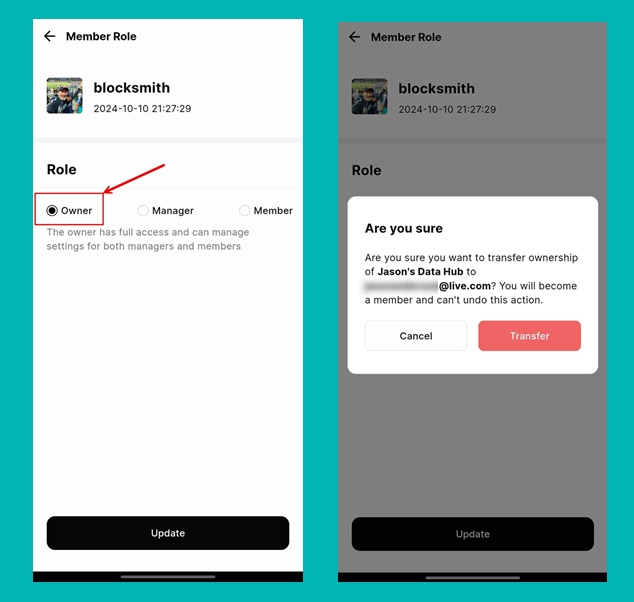 Member Role
blocksmith
2024-10-10 21:27:29
Role
Owner Manager Member
The owner has full access and can manage
settings for both managers and members
Update
Member Role
blocksmith
2024-10-10 21:27:29
Role
Are you sure
Are you sure you want to transfer ownership
of Jason's Data Hub to
@live.com? You will become
a member and can't undo this action.
Cancel Transfer
Update